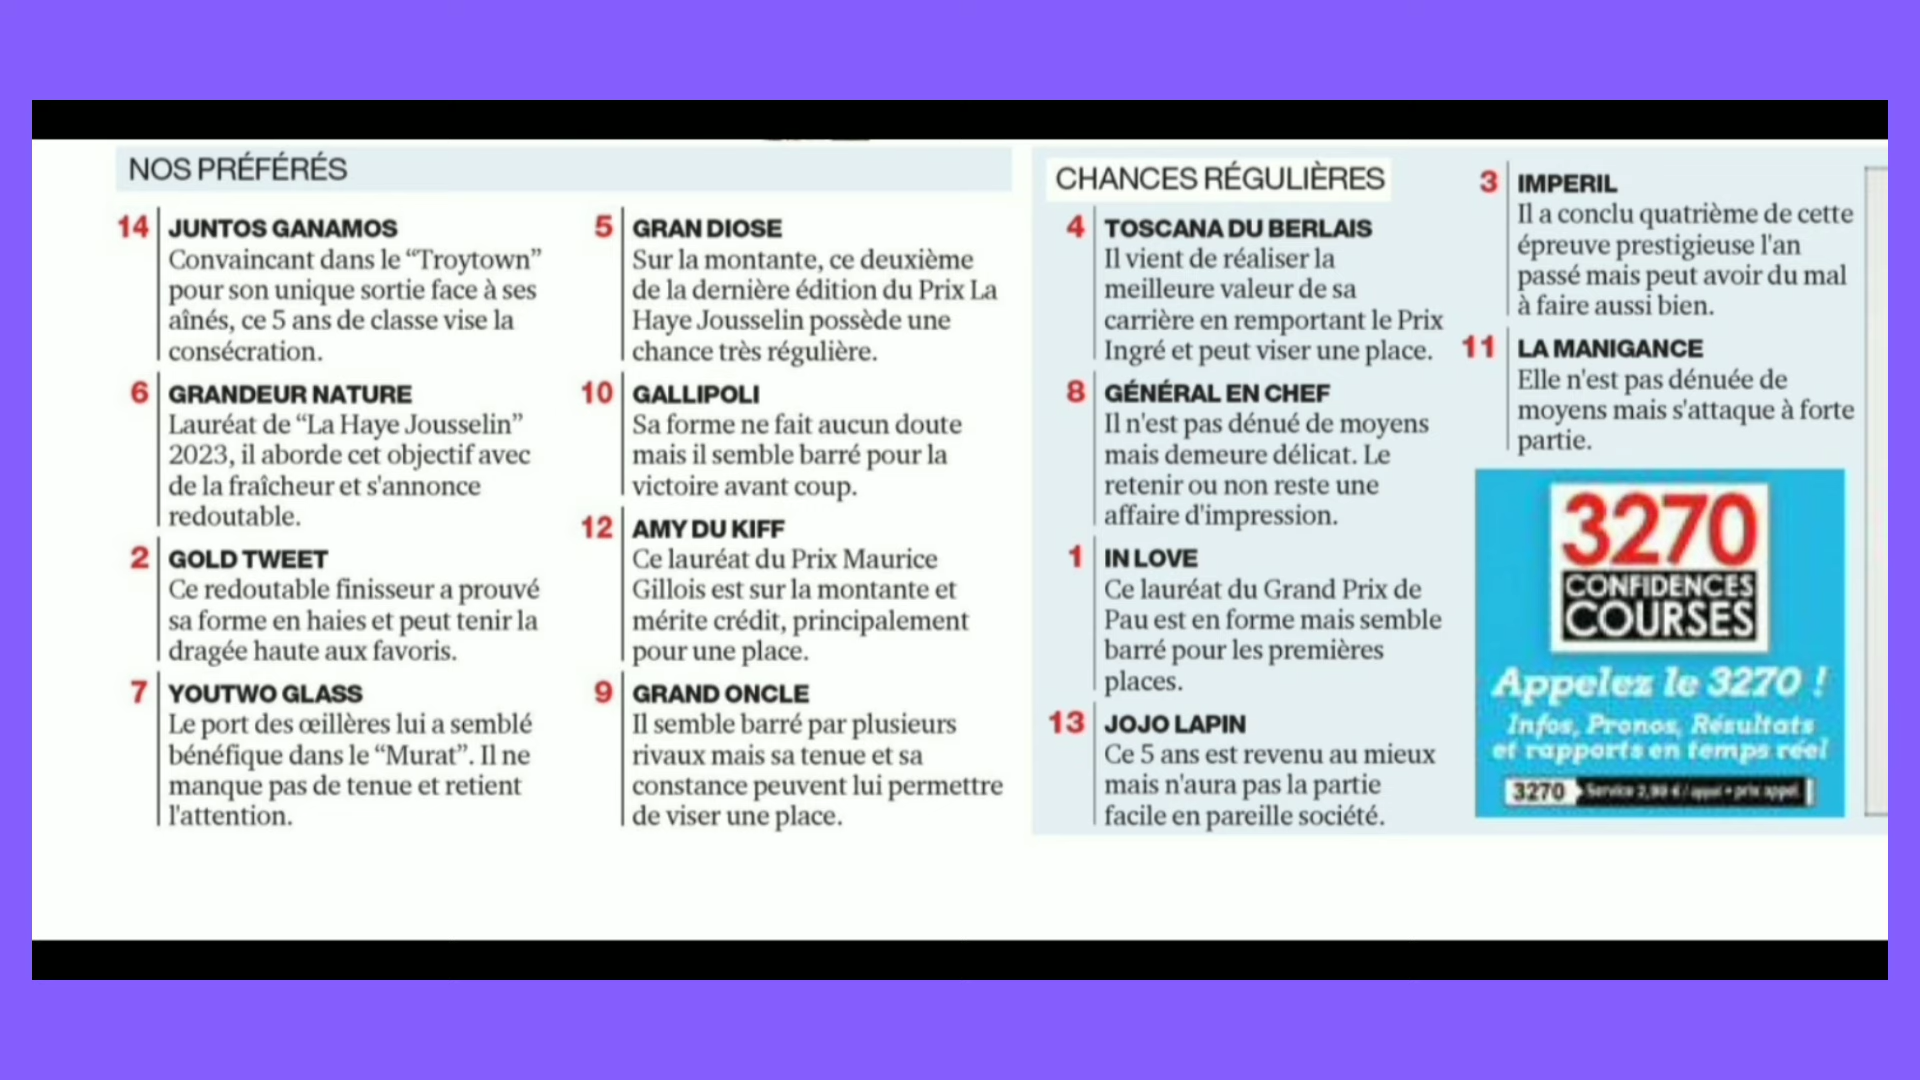 NOS PRÉFÉRÉS
14 JUNTOS GANAMOS
Convaincant dans le “Troytown”
pour son unique sortie face à ses
aînés, ce 5 ans de classe vise la
consécration.
6 GRANDEUR NATURE
Lauréat de “La Haye Jousselin”
2023, il aborde cet objectif avec
de la fraîcheur et s'annonce
redoutable.
2 GOLD TWEET
Ce redoutable finisseur a prouvé
sa forme en haies et peut tenir la
dragée haute aux favoris.
7 YOUTWO GLASS
Le port des œillères lui a semblé
bénéfique dans le “Murat”. Il ne
manque pas de tenue et retient
l'attention.
5 GRAN DIOSE
Sur la montante, ce deuxième
de la dernière édition du Prix La
Haye Jousselin possède une
chance très régulière.
10 GALLIPOLI
Sa forme ne fait aucun doute
mais il semble barré pour la
victoire avant coup.
12 AMY DU KIFF
Ce lauréat du Prix Maurice
Gillois est sur la montante et
mérite crédit, principalement
pour une place.
9 GRAND ONCLE
Il semble barré par plusieurs
rivaux mais sa tenue et sa
constance peuvent lui permettre
de viser une place.
CHANCES RÉGULIÈRES
4 TOSCANA DU BERLAIS
Il vient de réaliser la
meilleure valeur de sa
carrière en remportant le Prix
Ingré et peut viser une place.
8 GÉNÉRAL EN CHEF
Il n'est pas dénué de moyens
mais demeure délicat. Le
retenir ou non reste une
affaire d'impression.
1 IN LOVE
Ce lauréat du Grand Prix de
Pau est en forme mais semble
barré pour les premières
places.
13 JOJO LAPIN
Ce 5 ans est revenu au mieux
mais n'aura pas la partie
facile en pareille société.
3 IMPERIL
Il a conclu quatrième de cette
épreuve prestigieuse l'an
passé mais peut avoir du mal
à faire aussi bien.
11 LA MANIGANCE
Elle n'est pas dénuée de
moyens mais s'attaque à forte
partie.
3270
CONFIDENCES
COURSES
Appelez le 3270 !
Infos, Pronos, Résultats
et rapports en temps réel
3270 Service 2,99 € / appel + prix appel